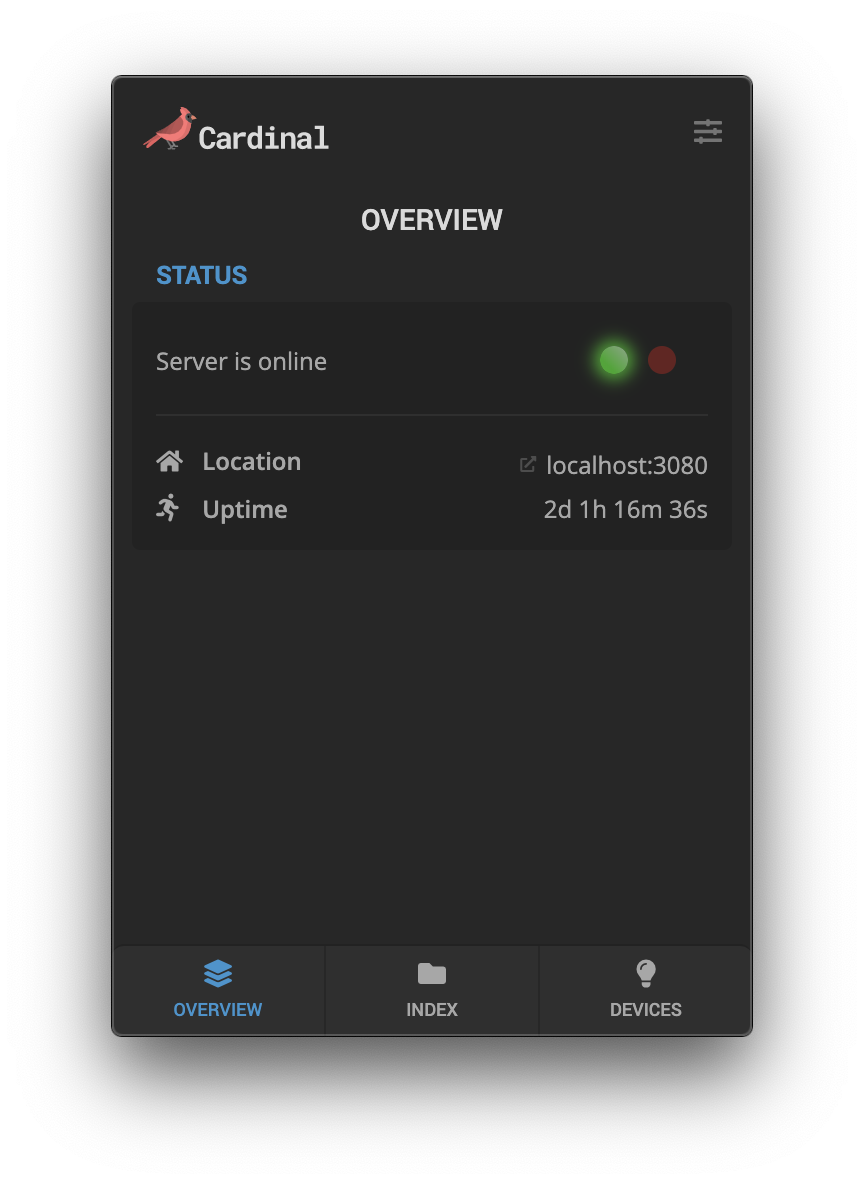 Cardinal
OVERVIEW
STATUS
Server is online
Location localhost:3080
Uptime 2d 1h 16m 36s
OVERVIEW INDEX DEVICES